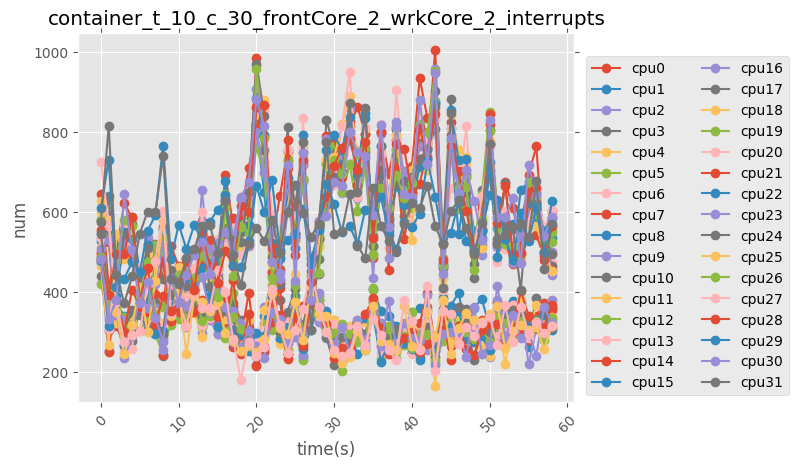 container_t_10_c_30_frontCore_2_wrkCore_2_interrupts
1000
800
600
400
200
num
0
10
20
30
40
50
60
time(s)
cpu0
cpu1
cpu2
cpu3
cpu4
cpu5
cpu6
cpu7
cpu8
cpu9
cpu10
cpu11
cpu12
cpu13
cpu14
cpu15
cpu16
cpu17
cpu18
cpu19
cpu20
cpu21
cpu22
cpu23
cpu24
cpu25
cpu26
cpu27
cpu28
cpu29
cpu30
cpu31